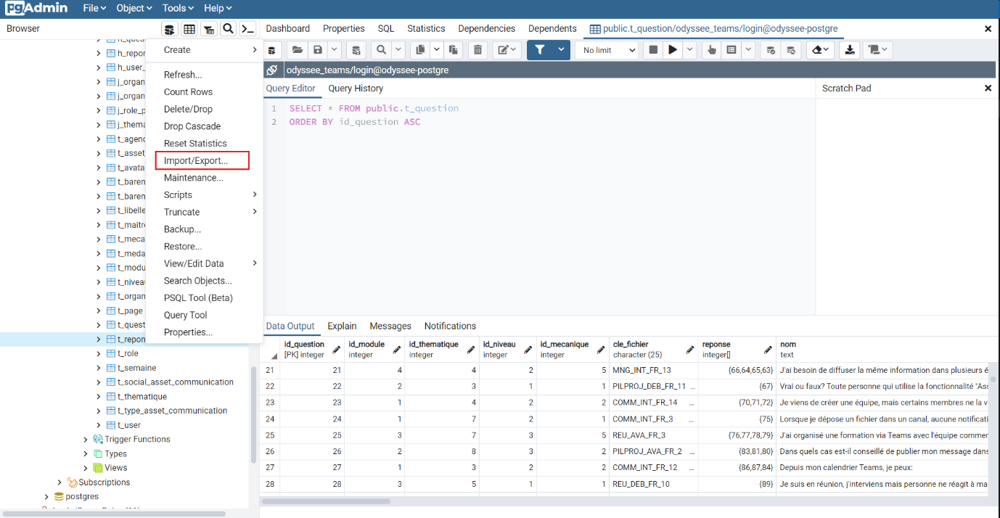 pgAdmin File Object Tools Help
Browser
Dashboard Properties SQL Statistics Dependencies Dependents public.t_question/odyssee_teams/login@odyssee-postgre
No limit
odyssee_teams/login@odyssee-postgre
Query Editor Query History
Scratch Pad
1 SELECT * FROM public.t_question
2 ORDER BY id_question ASC
h_repor
h_user_
j_organ
j_organ
j_role_p
j_thema
t_agend
t_asset
t_avata
t_barem
t_barem
t_libelle
t_maitre
t_meca
t_meda
t_modu
t_niveau
t_organ
t_page
t_quest
t_repon
t_role
t_semaine
t_social_asset_communication
t_thematique
t_type_asset_communication
t_user
Trigger Functions
Types
Views
Subscriptions
postgres
Create
Refresh...
Count Rows
Delete/Drop
Drop Cascade
Reset Statistics
Import/Export...
Maintenance...
Scripts
Truncate
Backup...
Restore...
View/Edit Data
Search Objects...
PSQL Tool (Beta)
Query Tool
Properties...
Data Output Explain Messages Notifications
id_question id_module id_thematique id_niveau id_mecanique cle_fichier reponse nom
[PK] integer integer integer integer integer character (25) integer[] text
21 21 4 4 2 5 MNG_INT_FR_13 {66,64,65,63} J'ai besoin de diffuser la même information dans plusieurs é
22 22 2 3 1 1 PILPROJ_DEB_FR_11 ... {67} Vrai ou faux? Toute personne qui utilise la fonctionnalité "Ass
23 23 1 4 2 2 COMM_INT_FR_14 ... {70,71,72} Je viens de créer une équipe, mais certains membres ne la v
24 24 1 7 2 1 COMM_INT_FR_3 ... {75} Lorsque je dépose un fichier dans un canal, aucune notificati
25 25 3 7 3 5 REU_AVA_FR_3 {76,77,78,79} J'ai organisé une formation via Teams avec l'équipe commer
26 26 2 8 3 2 PILPROJ_AVA_FR_2 ... {83,81,80} Dans quels cas est-il conseillé de publier mon message dans
27 27 1 3 2 2 COMM_INT_FR_12 ... {86,87,84} Depuis mon calendrier Teams, je peux:
28 28 3 5 1 1 REU_DEB_FR_10 {89} Je suis en réunion, j'interviens mais personne ne réagit à ma